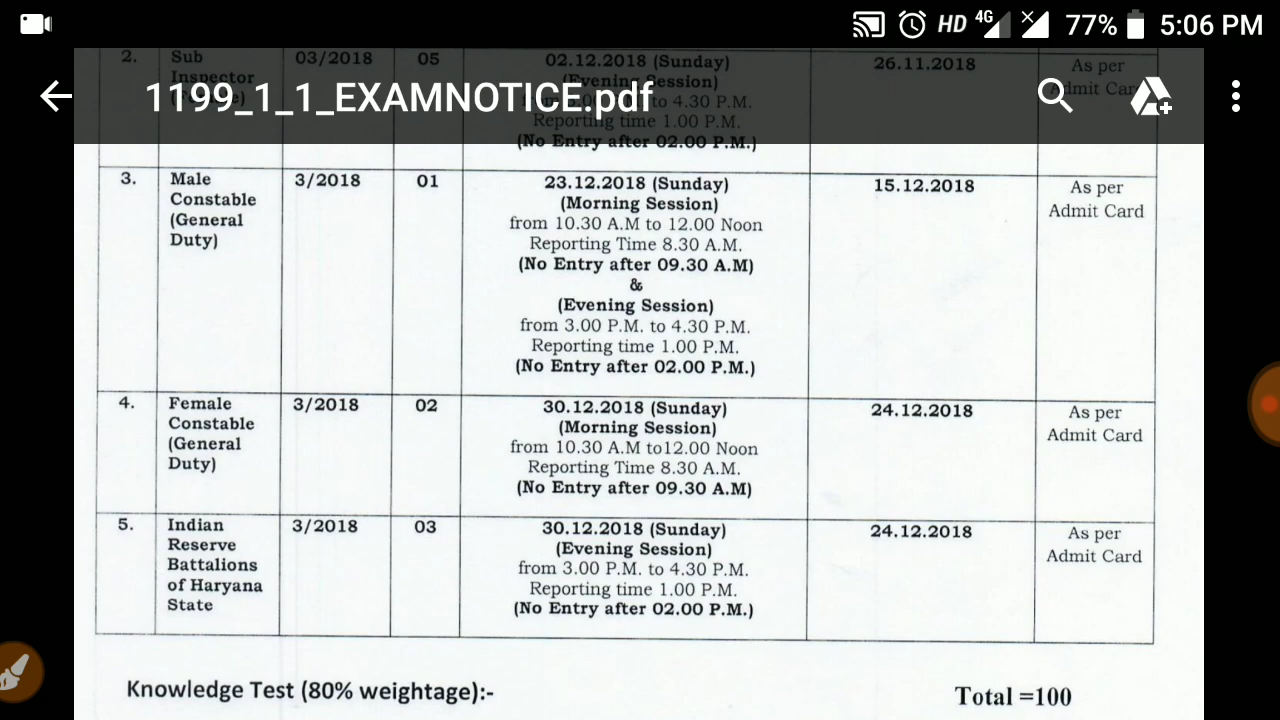 HD 4G 77% 5:06 PM
1199_1_1_EXAMNOTICE.pdf
2. Sub Inspector 03/2018 05 02.12.2018 (Sunday) 26.11.2018 As per Admit Card
(Evening Session)
to 4.30 P.M.
Reporting time 1.00 P.M.
(No Entry after 02.00 P.M.)
3. Male 3/2018 01 23.12.2018 (Sunday) 15.12.2018 As per
Constable (Morning Session) Admit Card
(General from 10.30 A.M to 12.00 Noon
Duty) Reporting Time 8.30 A.M.
(No Entry after 09.30 A.M)
&
(Evening Session)
from 3.00 P.M. to 4.30 P.M.
Reporting time 1.00 P.M.
(No Entry after 02.00 P.M.)
4. Female 3/2018 02 30.12.2018 (Sunday) 24.12.2018 As per
Constable (Morning Session) Admit Card
(General from 10.30 A.M to12.00 Noon
Duty) Reporting Time 8.30 A.M.
(No Entry after 09.30 A.M)
5. Indian 3/2018 03 30.12.2018 (Sunday) 24.12.2018 As per
Reserve (Evening Session) Admit Card
Battalions from 3.00 P.M. to 4.30 P.M.
of Haryana Reporting time 1.00 P.M.
State (No Entry after 02.00 P.M.)
Knowledge Test (80% weightage):- Total =100